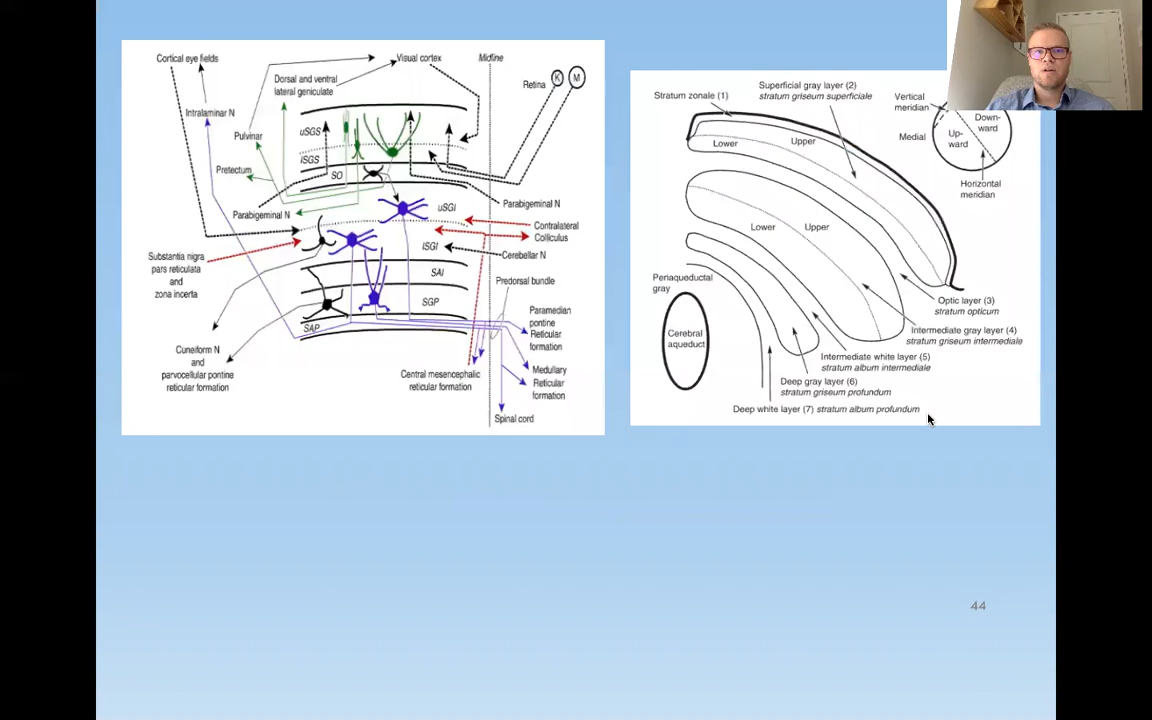 Cortical eye fields
Visual cortex
Midline
Dorsal and ventral
lateral geniculate
Retina
K
M
Intralaminar N
Pulvinar
uSGS
iSGS
Pretectum
SO
Parabigeminal N
Parabigeminal N
uSGI
Contralateral
Colliculus
ISGI
Cerebellar N
Substantia nigra
pars reticulata
and
zona incerta
SAI
Predorsal bundle
SGP
SAP
Paramedian
pontine
Reticular
formation
Cuneiform N
and
parvocellular pontine
reticular formation
Central mesencephalic
reticular formation
Medullary
Reticular
formation
Spinal cord
Superficial gray layer (2)
stratum griseum superficiale
Stratum zonale (1)
Vertical
meridian
Medial
Down-
ward
Up-
ward
Horizontal
meridian
Lower
Upper
Lower
Upper
Periaqueductal
gray
Cerebral
aqueduct
Optic layer (3)
stratum opticum
Intermediate gray layer (4)
stratum griseum intermediale
Intermediate white layer (5)
stratum album intermediale
Deep gray layer (6)
stratum griseum profundum
Deep white layer (7) stratum album profundum
44